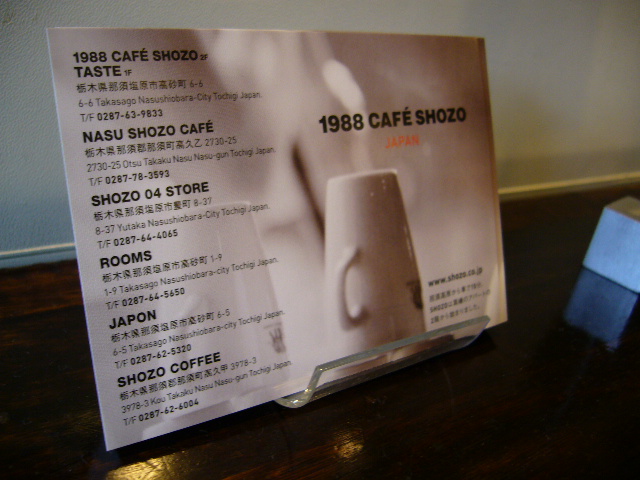 1988 CAFÉ SHOZO 2F
TASTE 1F
栃木県那須塩原市高砂町 6-6
6-6 Takasago Nasushiobara-City Tochigi Japan.
T/F 0287-63-9833
NASU SHOZO CAFÉ
栃木県那須郡那須町高久乙 2730-25
2730-25 Otsu Takaku Nasu Nasu-gun Tochigi Japan.
T/F 0287-78-3593
SHOZO 04 STORE
栃木県那須塩原市豊町 8-37
8-37 Yutaka Nasushiobara-City Tochigi Japan.
T/F 0287-64-4065
ROOMS
栃木県那須塩原市高砂町 1-9
1-9 Takasago Nasushiobara-city Tochigi Japan.
T/F 0287-64-5650
JAPON
栃木県那須塩原市高砂町 6-5
6-5 Takasago Nasushiobara-City Tochigi Japan.
T/F 0287-62-5320
SHOZO COFFEE
栃木県那須郡那須町高久甲 3978-3
3978-3 Kou Takaku Nasu Nasu-gun Tochigi Japan.
T/F 0287-62-6004
1988 CAFÉ SHOZO
JAPAN
www.shozo.co.jp